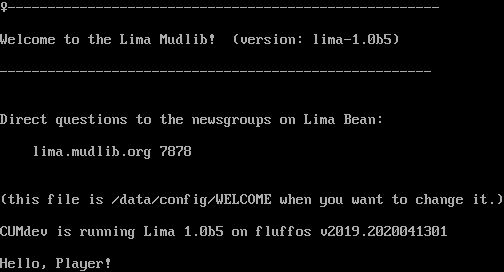 ♀------------------------------------------------------
Welcome to the Lima Mudlib!  (version: lima-1.0b5)
------------------------------------------------------
Direct questions to the newsgroups on Lima Bean:
    lima.mudlib.org 7878
(this file is /data/config/WELCOME when you want to change it.)
CUMdev is running Lima 1.0b5 on fluffos v2019.2020041301
Hello, Player!